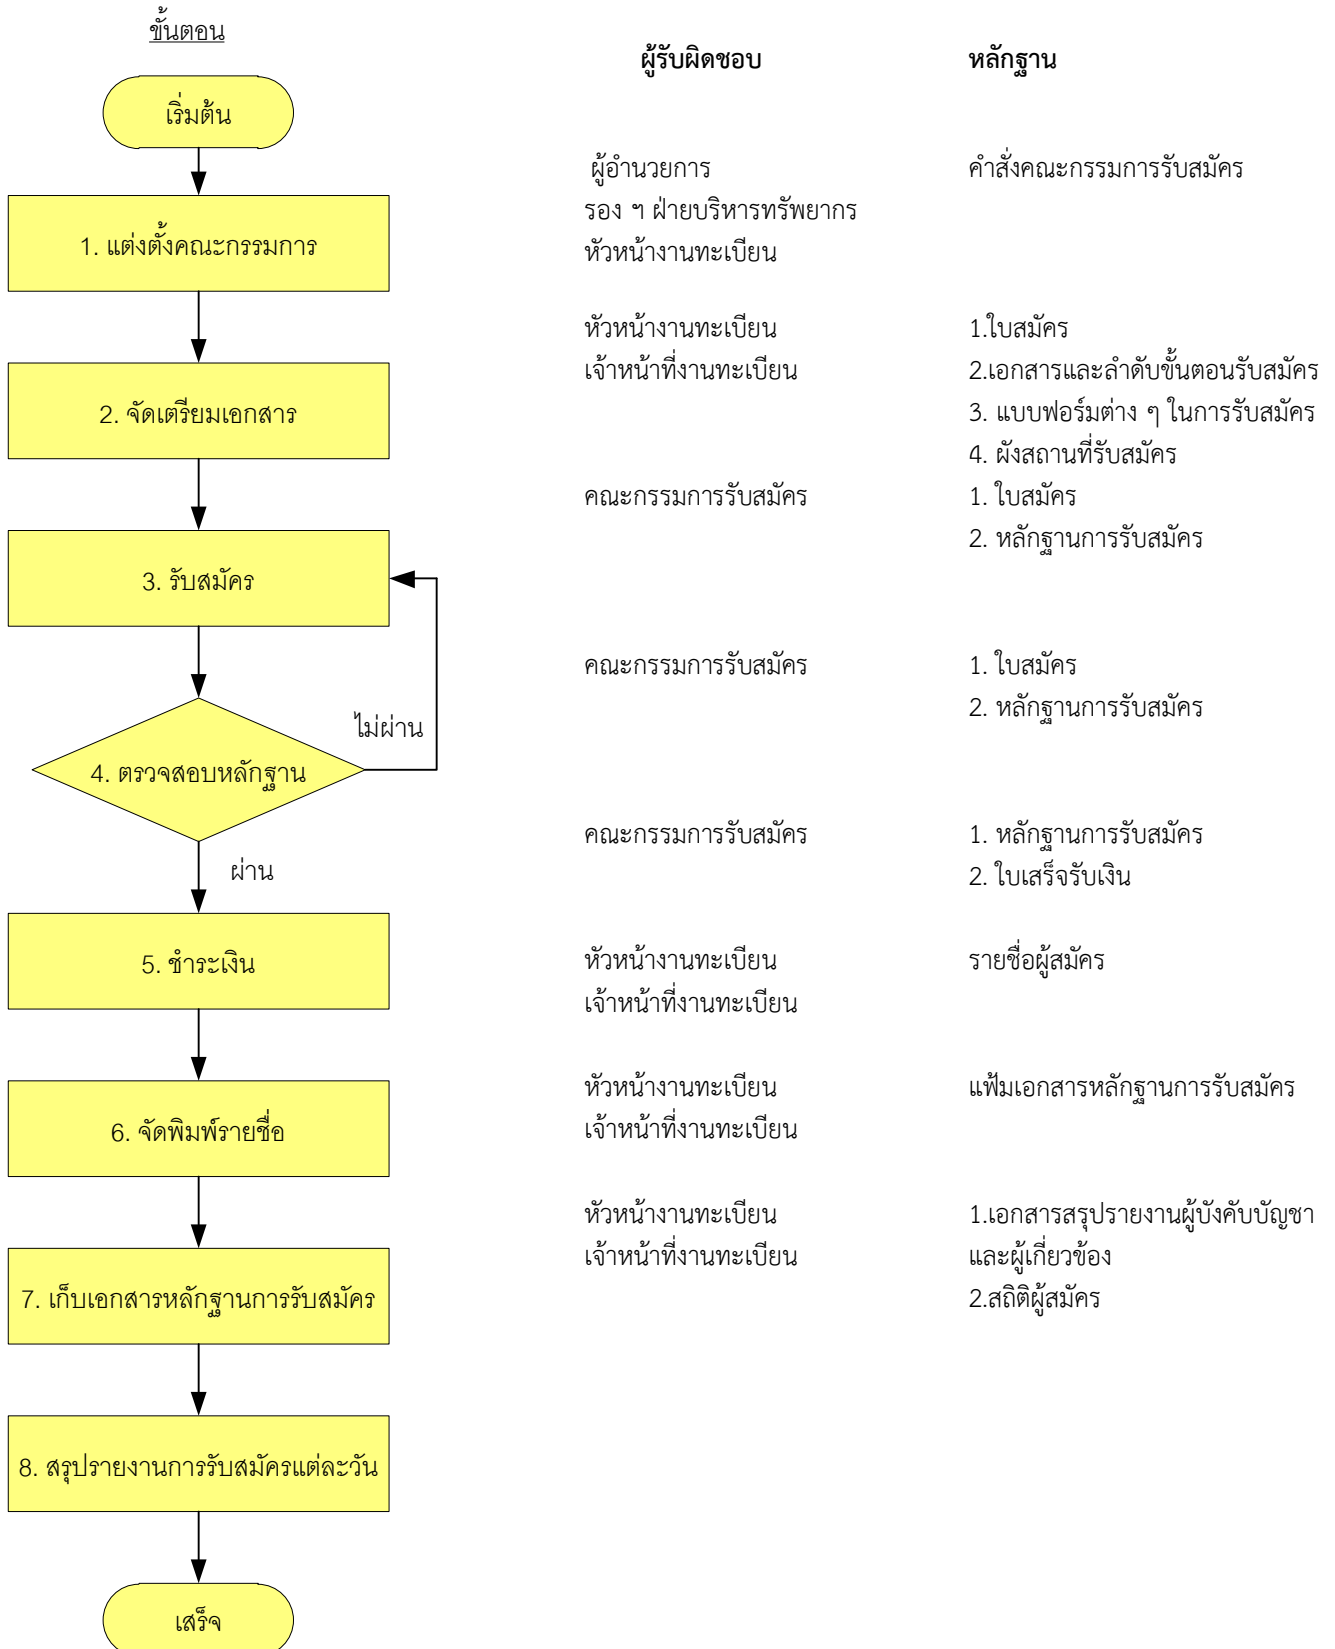 ขั้นตอน
ผู้รับผิดชอบ
หลักฐาน
เริ่มต้น
1. แต่งตั้งคณะกรรมการ
2. จัดเตรียมเอกสาร
3. รับสมัคร
ไม่ผ่าน
4. ตรวจสอบหลักฐาน
ผ่าน
5. ชำระเงิน
6. จัดพิมพ์รายชื่อ
7. เก็บเอกสารหลักฐานการรับสมัคร
8. สรุปรายงานการรับสมัครแต่ละวัน
เสร็จ
ผู้อำนวยการ
รอง ฯ ฝ่ายบริหารทรัพยากร
หัวหน้างานทะเบียน
คำสั่งคณะกรรมการรับสมัคร
หัวหน้างานทะเบียน
เจ้าหน้าที่งานทะเบียน
1.ใบสมัคร
2.เอกสารและลำดับขั้นตอนรับสมัคร
3. แบบฟอร์มต่าง ๆ ในการรับสมัคร
4. ผังสถานที่รับสมัคร
คณะกรรมการรับสมัคร
1. ใบสมัคร
2. หลักฐานการรับสมัคร
คณะกรรมการรับสมัคร
1. ใบสมัคร
2. หลักฐานการรับสมัคร
คณะกรรมการรับสมัคร
1. หลักฐานการรับสมัคร
2. ใบเสร็จรับเงิน
หัวหน้างานทะเบียน
เจ้าหน้าที่งานทะเบียน
รายชื่อผู้สมัคร
หัวหน้างานทะเบียน
เจ้าหน้าที่งานทะเบียน
แฟ้มเอกสารหลักฐานการรับสมัคร
หัวหน้างานทะเบียน
เจ้าหน้าที่งานทะเบียน
1.เอกสารสรุปรายงานผู้บังคับบัญชา
และผู้เกี่ยวข้อง
2.สถิติผู้สมัคร